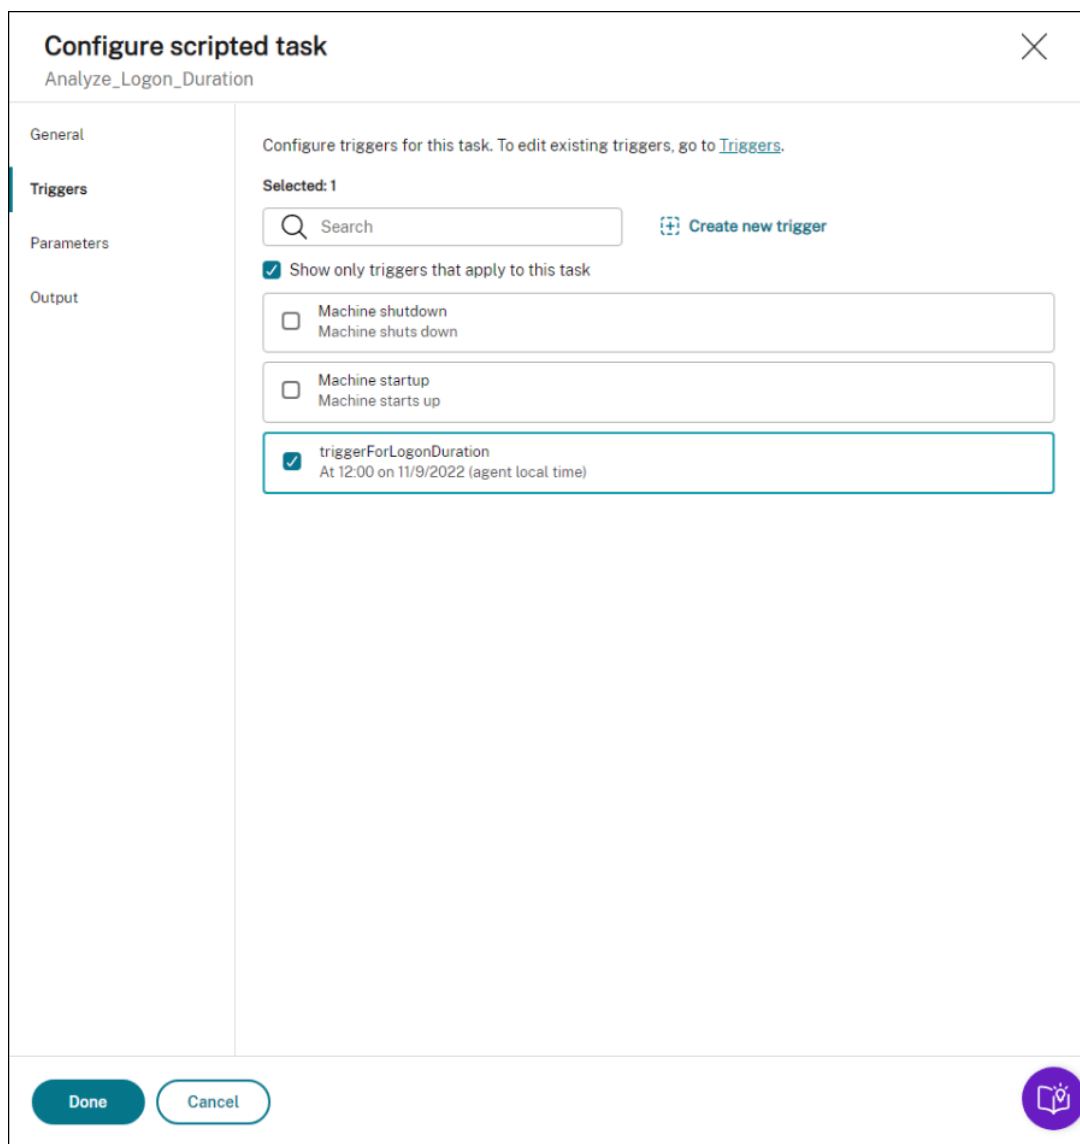 Configure scripted task
Analyze_Logon_Duration
General
Triggers
Parameters
Output
Configure triggers for this task. To edit existing triggers, go to Triggers.
Selected: 1
Search
Create new trigger
Show only triggers that apply to this task
Machine shutdown
Machine shuts down
Machine startup
Machine starts up
triggerForLogonDuration
At 12:00 on 11/9/2022 (agent local time)
Done
Cancel